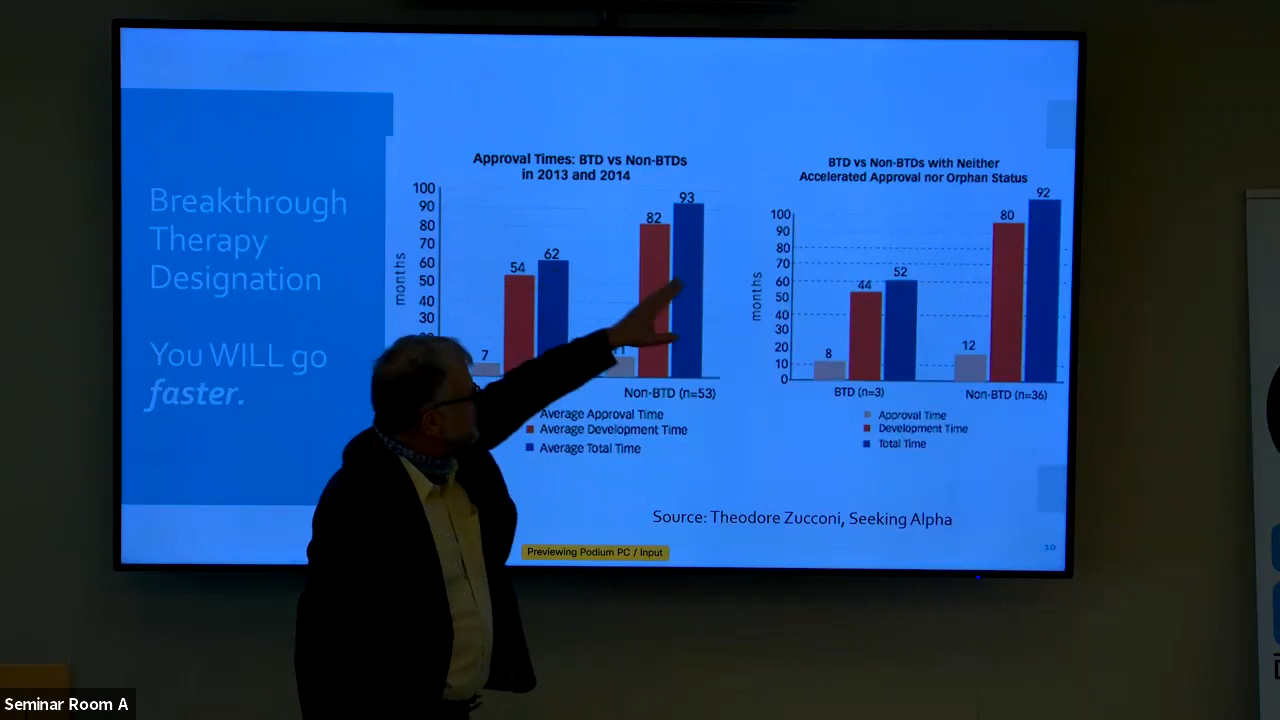 Breakthrough
Therapy
Designation
You WILL go
faster.
Approval Times: BTD vs Non-BTDs
in 2013 and 2014
100
90
80
70
60
50
40
30
months
7
54
62
82
93
Non-BTD (n=53)
Average Approval Time
Average Development Time
Average Total Time
BTD vs Non-BTDs with Neither
Accelerated Approval nor Orphan Status
100
90
80
70
60
50
40
30
20
10
0
months
8
44
52
12
80
92
BTD (n=3)
Non-BTD (n=36)
Approval Time
Development Time
Total Time
Source: Theodore Zucconi, Seeking Alpha
10
Previewing Podium PC / Input
Seminar Room A